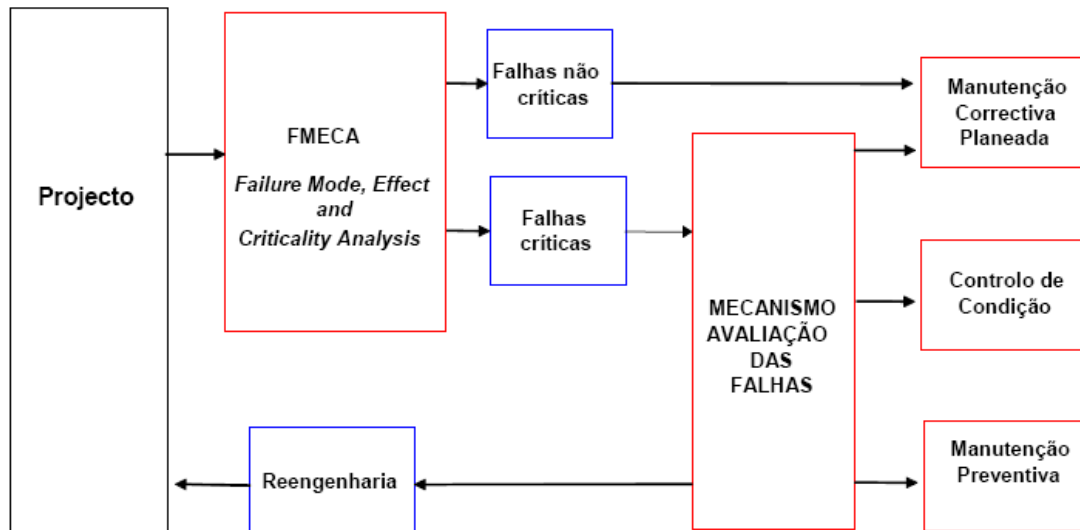 Projecto
FMECA
Failure Mode, Effect
and
Criticality Analysis
Falhas não
críticas
Falhas
críticas
MECANISMO
AVALIAÇÃO
DAS
FALHAS
Manutenção
Correctiva
Planeada
Controlo de
Condição
Manutenção
Preventiva
Reengenharia